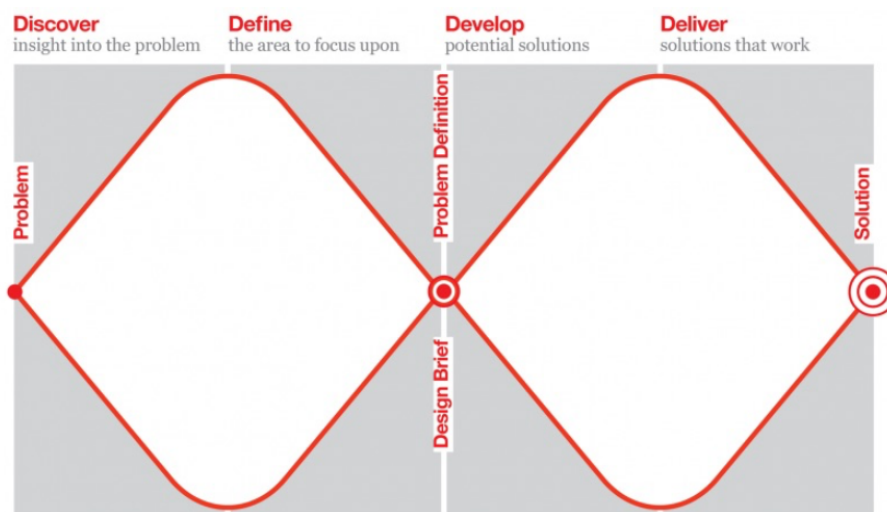 Discover
insight into the problem
Define
the area to focus upon
Develop
potential solutions
Deliver
solutions that work
Problem
Problem Definition
Design Brief
Solution